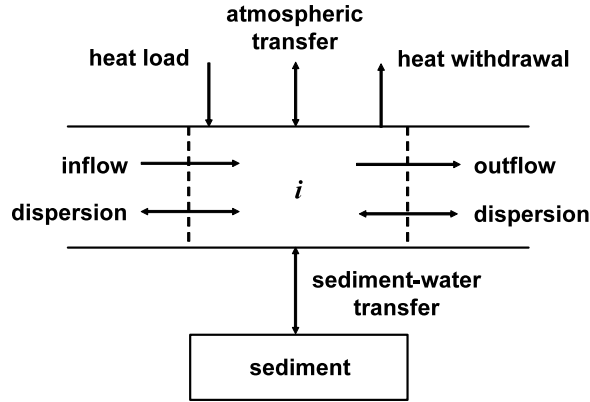 atmospheric
transfer
heat load
heat withdrawal
inflow
i
outflow
dispersion
dispersion
sediment-water
transfer
sediment